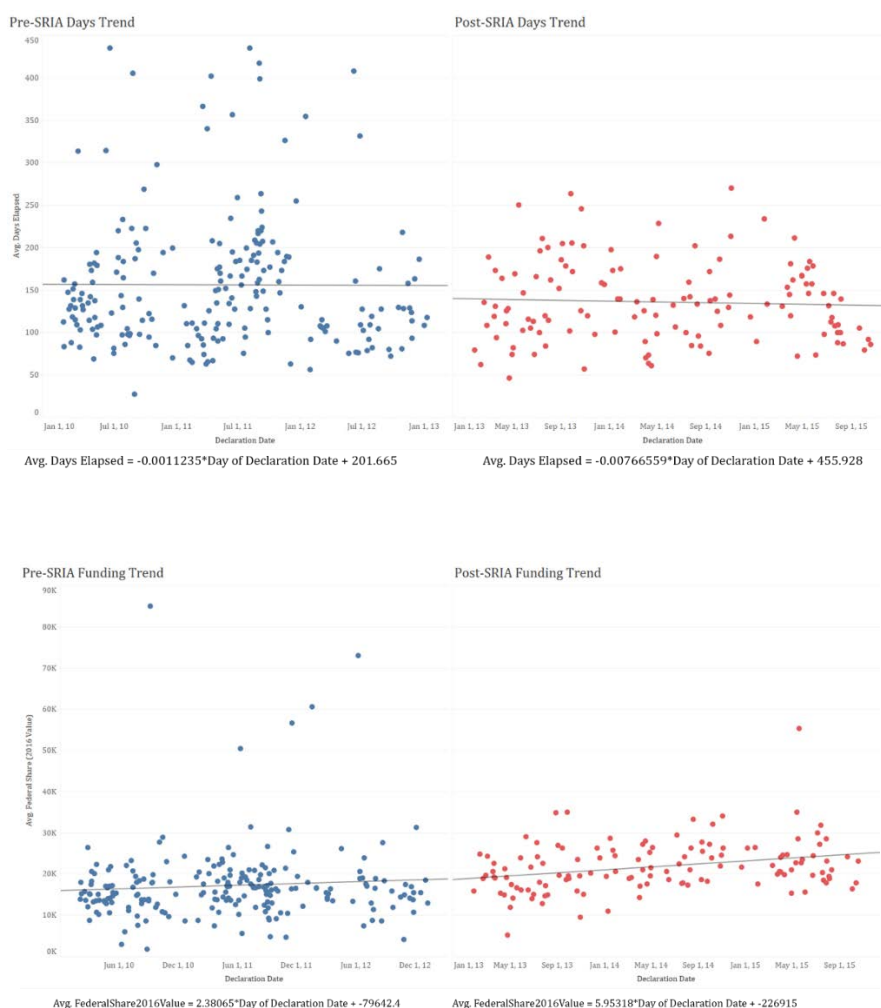 Pre-SRIA Days Trend
Post-SRIA Days Trend
450
400
350
300
250
200
150
100
50
0
Avg. Days Elapsed
Jan 1, 10 Jul 1, 10 Jan 1, 11 Jul 1, 11 Jan 1, 12 Jul 1, 12 Jan 1, 13
Jan 1, 13 May 1, 13 Sep 1, 13 Jan 1, 14 May 1, 14 Sep 1, 14 Jan 1, 15 May 1, 15 Sep 1, 15
Declaration Date
Declaration Date
Avg. Days Elapsed = -0.0011235*Day of Declaration Date + 201.665
Avg. Days Elapsed = -0.00766559*Day of Declaration Date + 455.928
Pre-SRIA Funding Trend
Post-SRIA Funding Trend
90K
80K
70K
60K
50K
40K
30K
20K
10K
0K
Avg. Federal Share (2016 Value)
Jun 1, 10 Dec 1, 10 Jun 1, 11 Dec 1, 11 Jun 1, 12 Dec 1, 12
Jan 1, 13 May 1, 13 Sep 1, 13 Jan 1, 14 May 1, 14 Sep 1, 14 Jan 1, 15 May 1, 15 Sep 1, 15
Declaration Date
Declaration Date
Avg. FederalShare2016Value = 2.38065*Day of Declaration Date + -79642.4
Avg. FederalShare2016Value = 5.95318*Day of Declaration Date + -226915